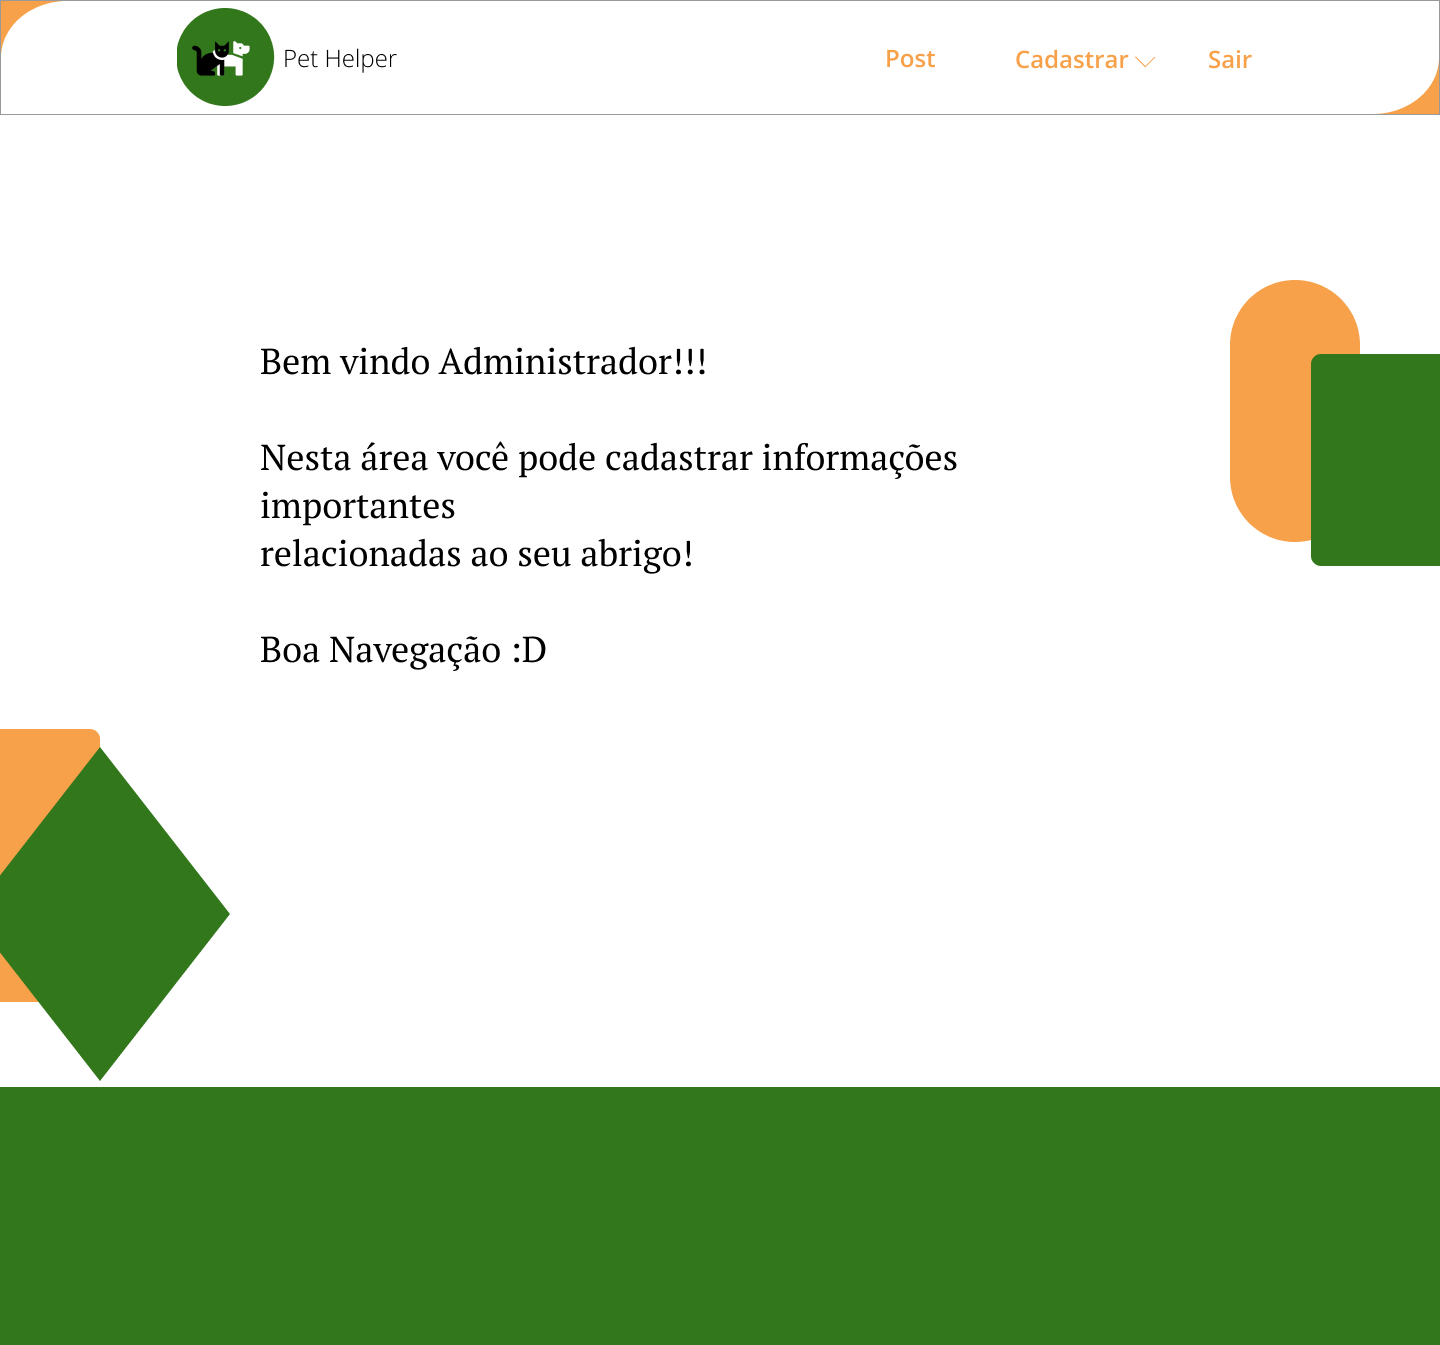 Pet Helper
Post
Cadastrar
Sair
Bem vindo Administrador!!!
Nesta área você pode cadastrar informações
importantes
relacionadas ao seu abrigo!
Boa Navegação :D